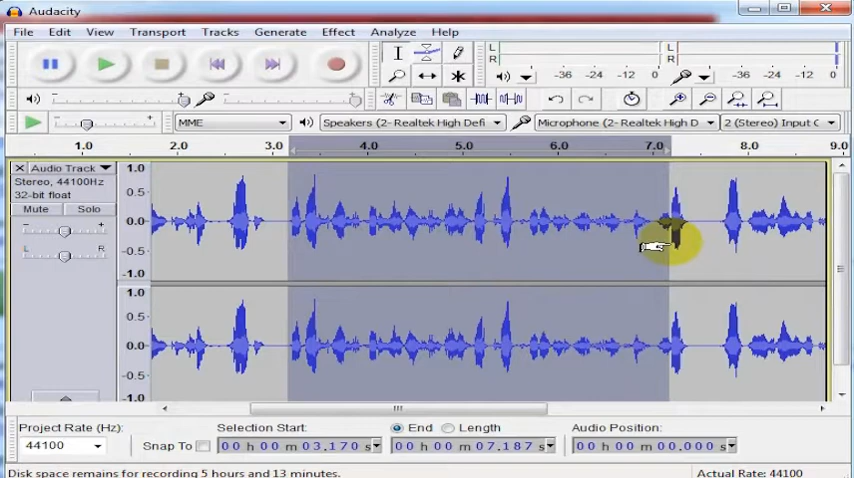 Audacity
File Edit View Transport Tracks Generate Effect Analyze Help
L
R
-36 -24 -12 0
L
R
-36 -24 -12 0
MME
Speakers (2- Realtek High Defi
Microphone (2- Realtek High D
2 (Stereo) Input C
1.0 2.0 3.0 4.0 5.0 6.0 7.0 8.0 9.0
Audio Track
Stereo, 44100Hz
32-bit float
Mute Solo
- +
L R
1.0
0.5
0.0
-0.5
-1.0
1.0
0.5
0.0
-0.5
-1.0
Project Rate (Hz):
44100
Snap To
Selection Start:
00 h 00 m 03.170 s
End Length
00 h 00 m 07.187 s
Audio Position:
00 h 00 m 00.000 s
Disk space remains for recording 5 hours and 13 minutes.
Actual Rate: 44100